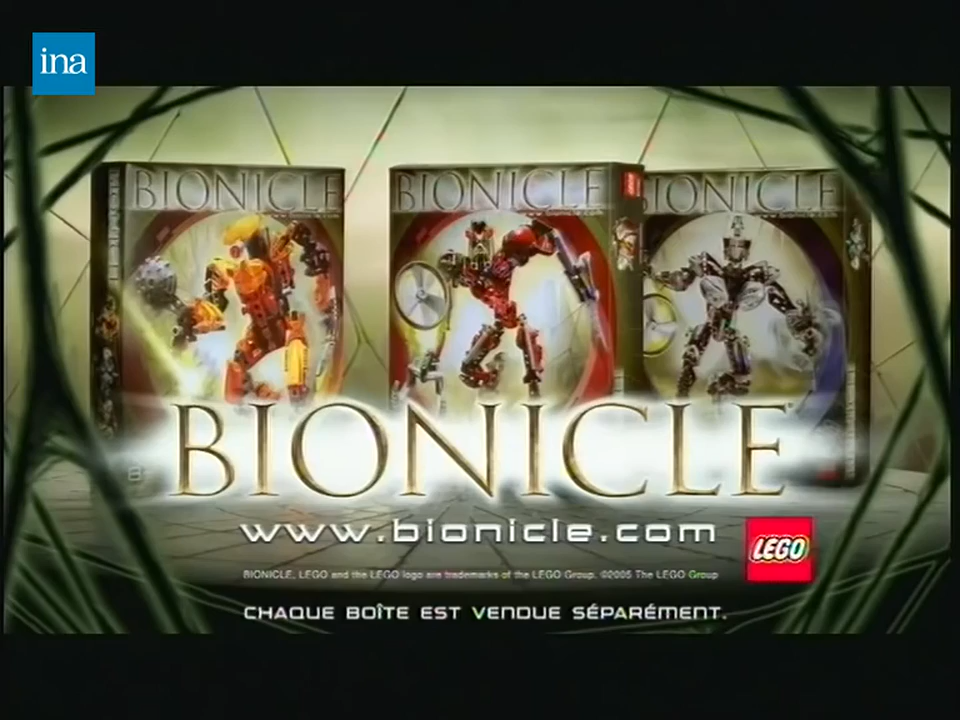 ina
BIONICLE
BIONICLE
BIONICLE
BIONICLE
www.bionicle.com
LEGO
BIONICLE, LEGO and the LEGO logo are trademarks of the LEGO Group. ©2005 The LEGO Group
CHAQUE BOÎTE EST VENDUE SÉPARÉMENT.